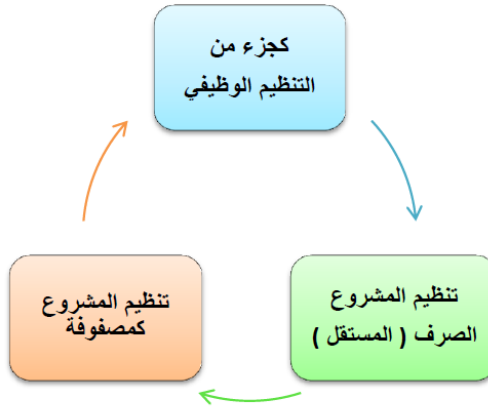 كجزء من
التنظيم الوظيفي
تنظيم المشروع
الصرف ( المستقل )
تنظيم المشروع
كمصفوفة